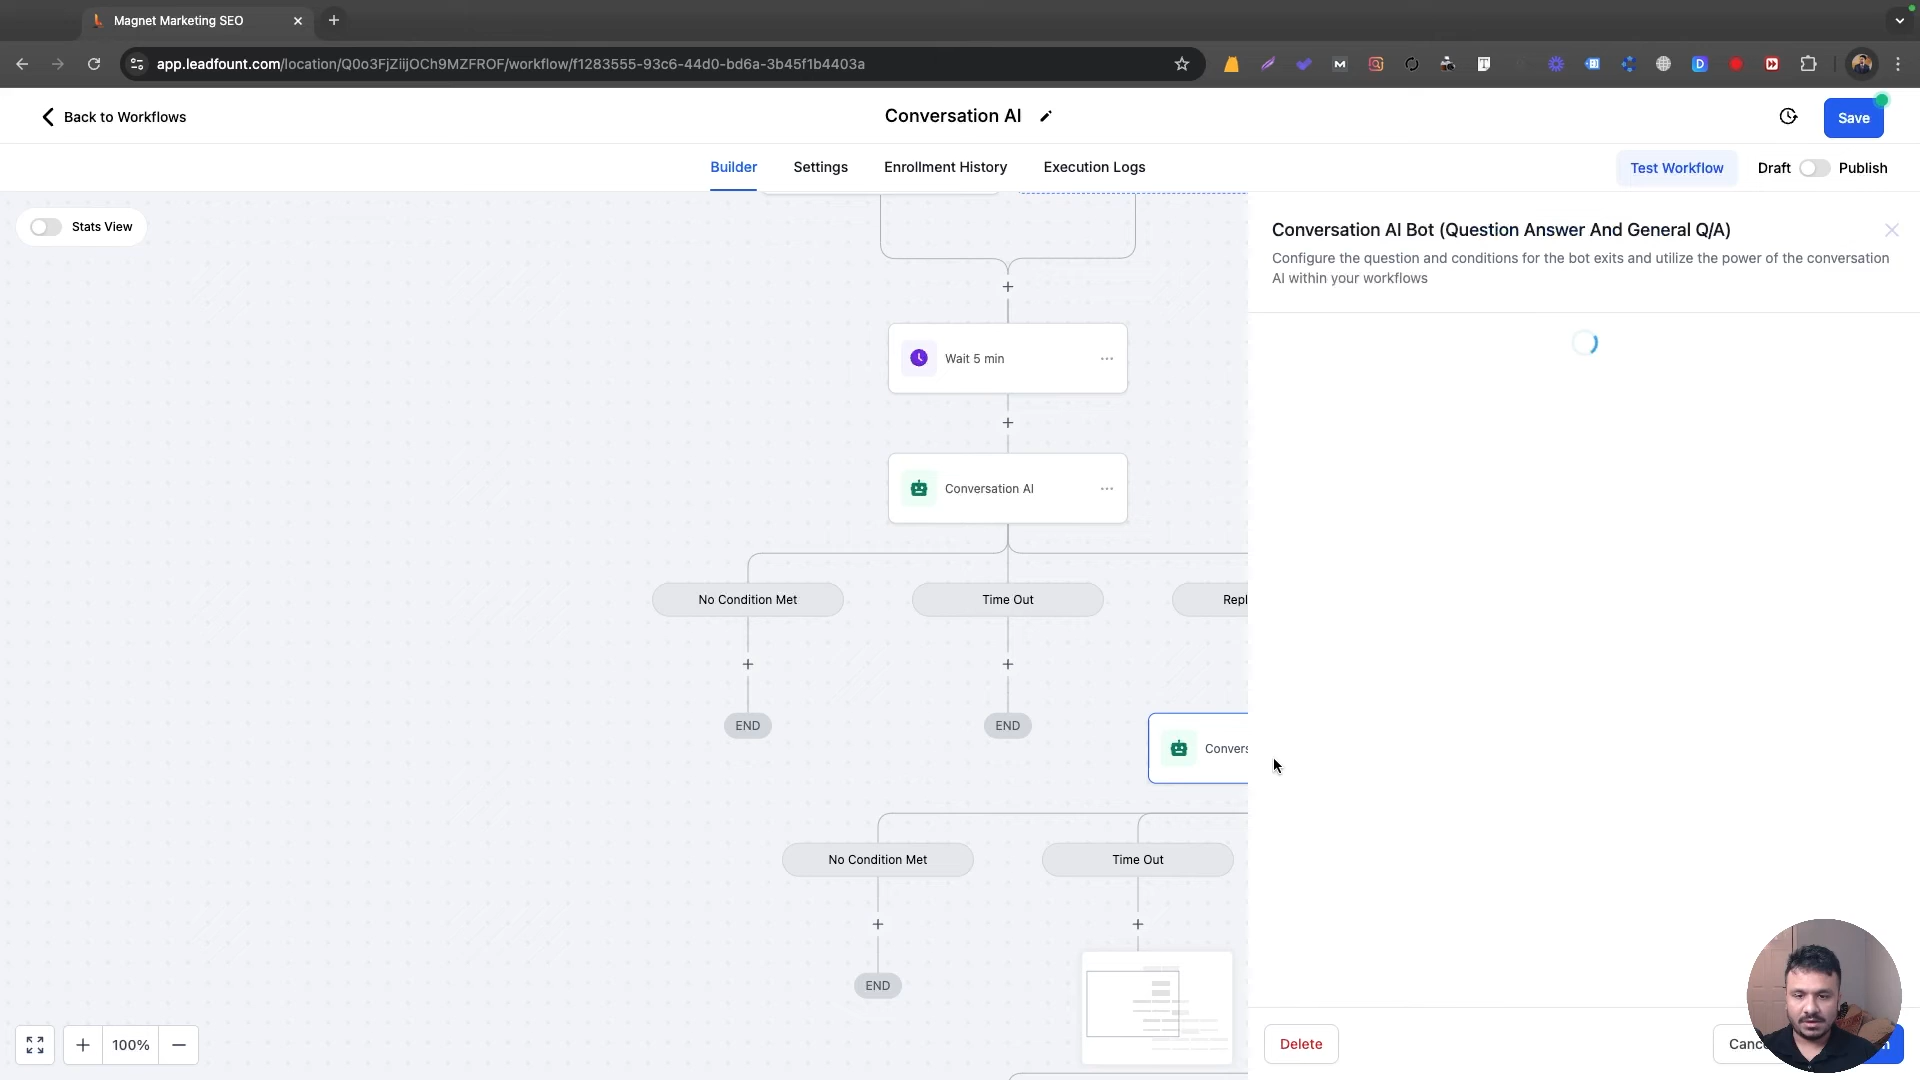 Magnet Marketing SEO
app.leadfount.com/location/Q0o3FjZiijOCh9MZFROF/workflow/f1283555-93c6-44d0-bd6a-3b45f1b4403a
Back to Workflows
Conversation AI
Save
Builder
Settings
Enrollment History
Execution Logs
Test Workflow
Draft
Publish
Stats View
Conversation AI Bot (Question Answer And General Q/A)
Configure the question and conditions for the bot exits and utilize the power of the conversation
AI within your workflows
Wait 5 min
Conversation AI
No Condition Met
Time Out
Repl
END
END
Convers
No Condition Met
Time Out
END
100%
Delete
Canc